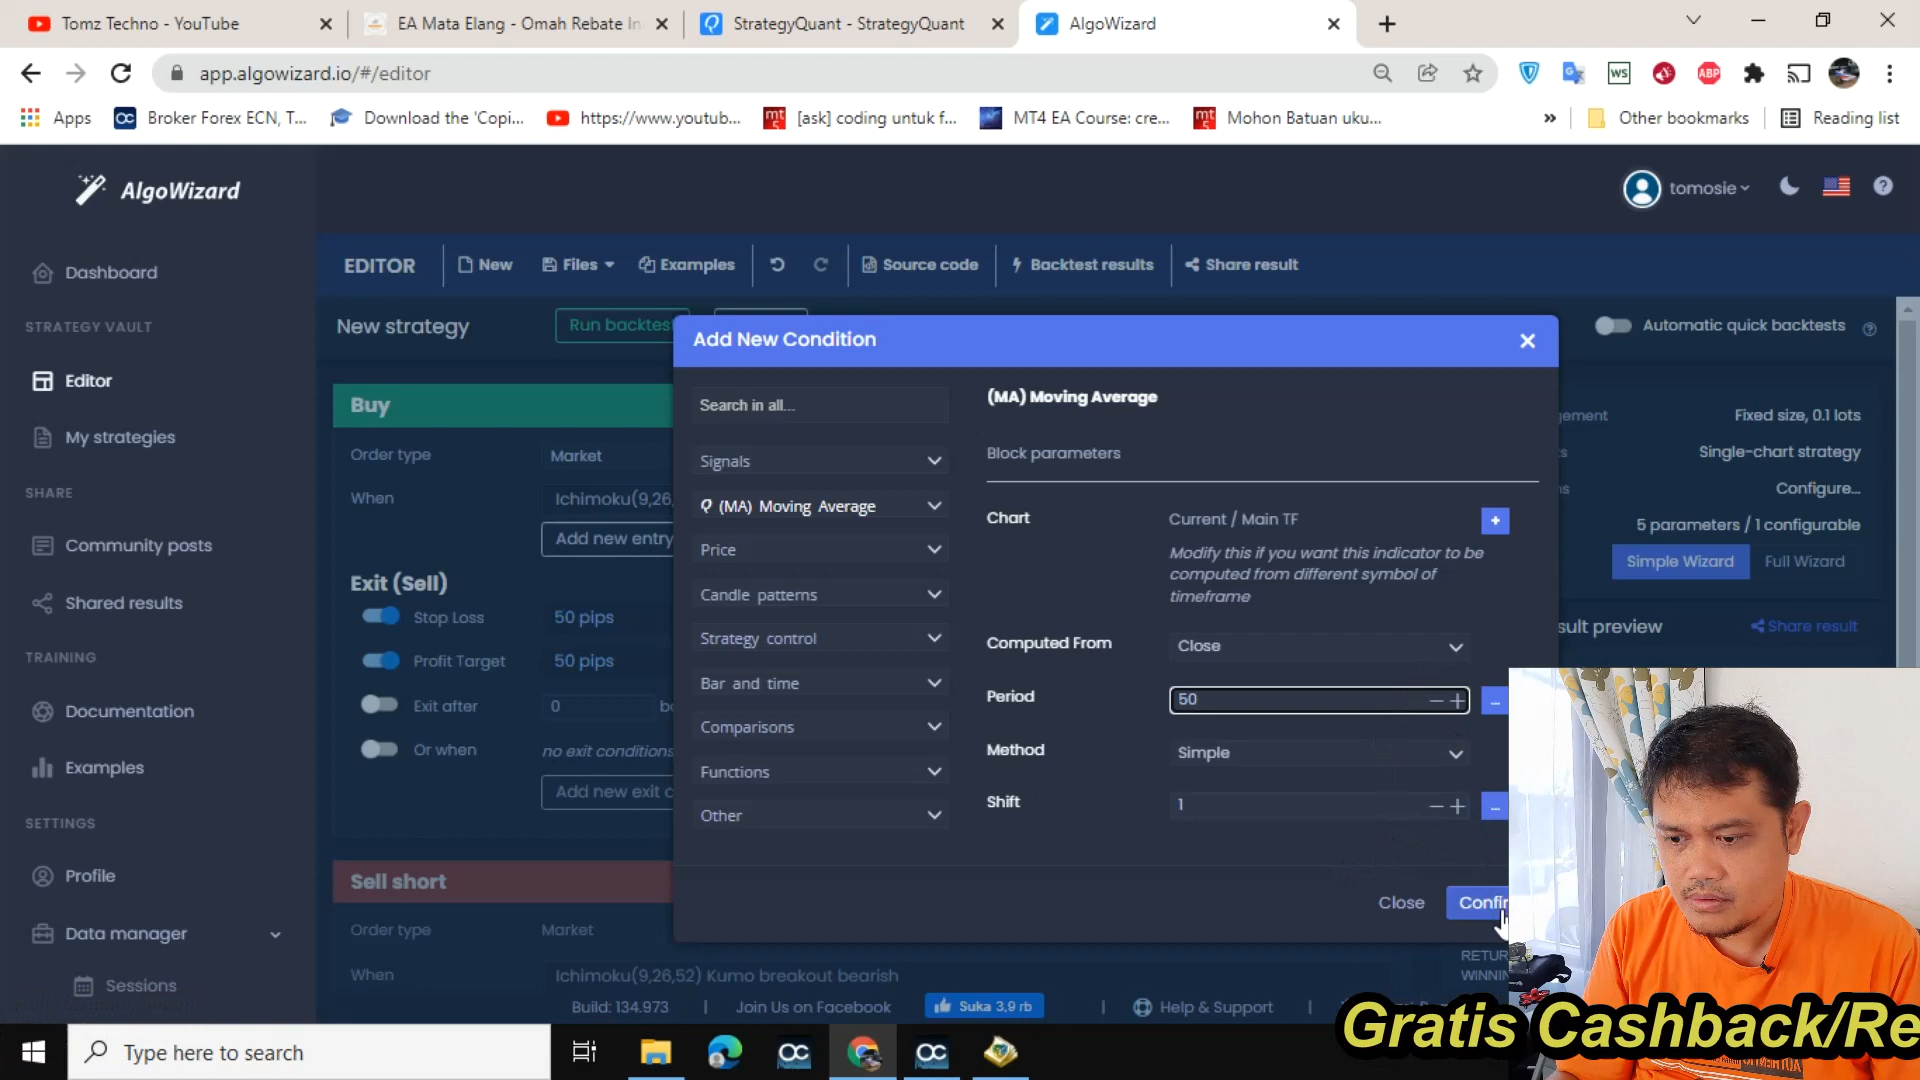 Tomz Techno - YouTube
EA Mata Elang - Omah Rebate In
StrategyQuant - StrategyQuant
AlgoWizard
app.algowizard.io/#/editor
Apps
Broker Forex ECN, T...
Download the 'Copi...
https://www.youtub...
[ask] coding untuk f...
MT4 EA Course: cre...
Mohon Batuan uku...
»
Other bookmarks
Reading list
AlgoWizard
tomosie
EDITOR
New
Files
Examples
Source code
Backtest results
Share result
Dashboard
STRATEGY VAULT
Editor
My strategies
SHARE
Community posts
Shared results
TRAINING
Documentation
Examples
SETTINGS
Profile
Data manager
Sessions
New strategy
Run backtest
Automatic quick backtests
Buy
Order type
Market
When
Ichimoku(9,26,
Add new entry
Exit (Sell)
Stop Loss
50 pips
Profit Target
50 pips
Exit after
0
Or when
no exit conditions
Add new exit c
Sell short
Order type
Market
When
Ichimoku(9,26,52) Kumo breakout bearish
Add New Condition
Search in all...
Signals
(MA) Moving Average
Price
Candle patterns
Strategy control
Bar and time
Comparisons
Functions
Other
(MA) Moving Average
Block parameters
Chart
Current / Main TF
Modify this if you want this indicator to be
computed from different symbol of
timeframe
Computed From
Close
Period
50
...
Method
Simple
Shift
1
...
Close
Confir
gement
Fixed size, 0.1 lots
Single-chart strategy
Configure...
5 parameters / 1 configurable
Simple Wizard
Full Wizard
sult preview
Share result
RETUR
WINNIN
Build: 134.973
Join Us on Facebook
Suka 3,9 rb
Help & Support
Gratis Cashback/Re
Type here to search